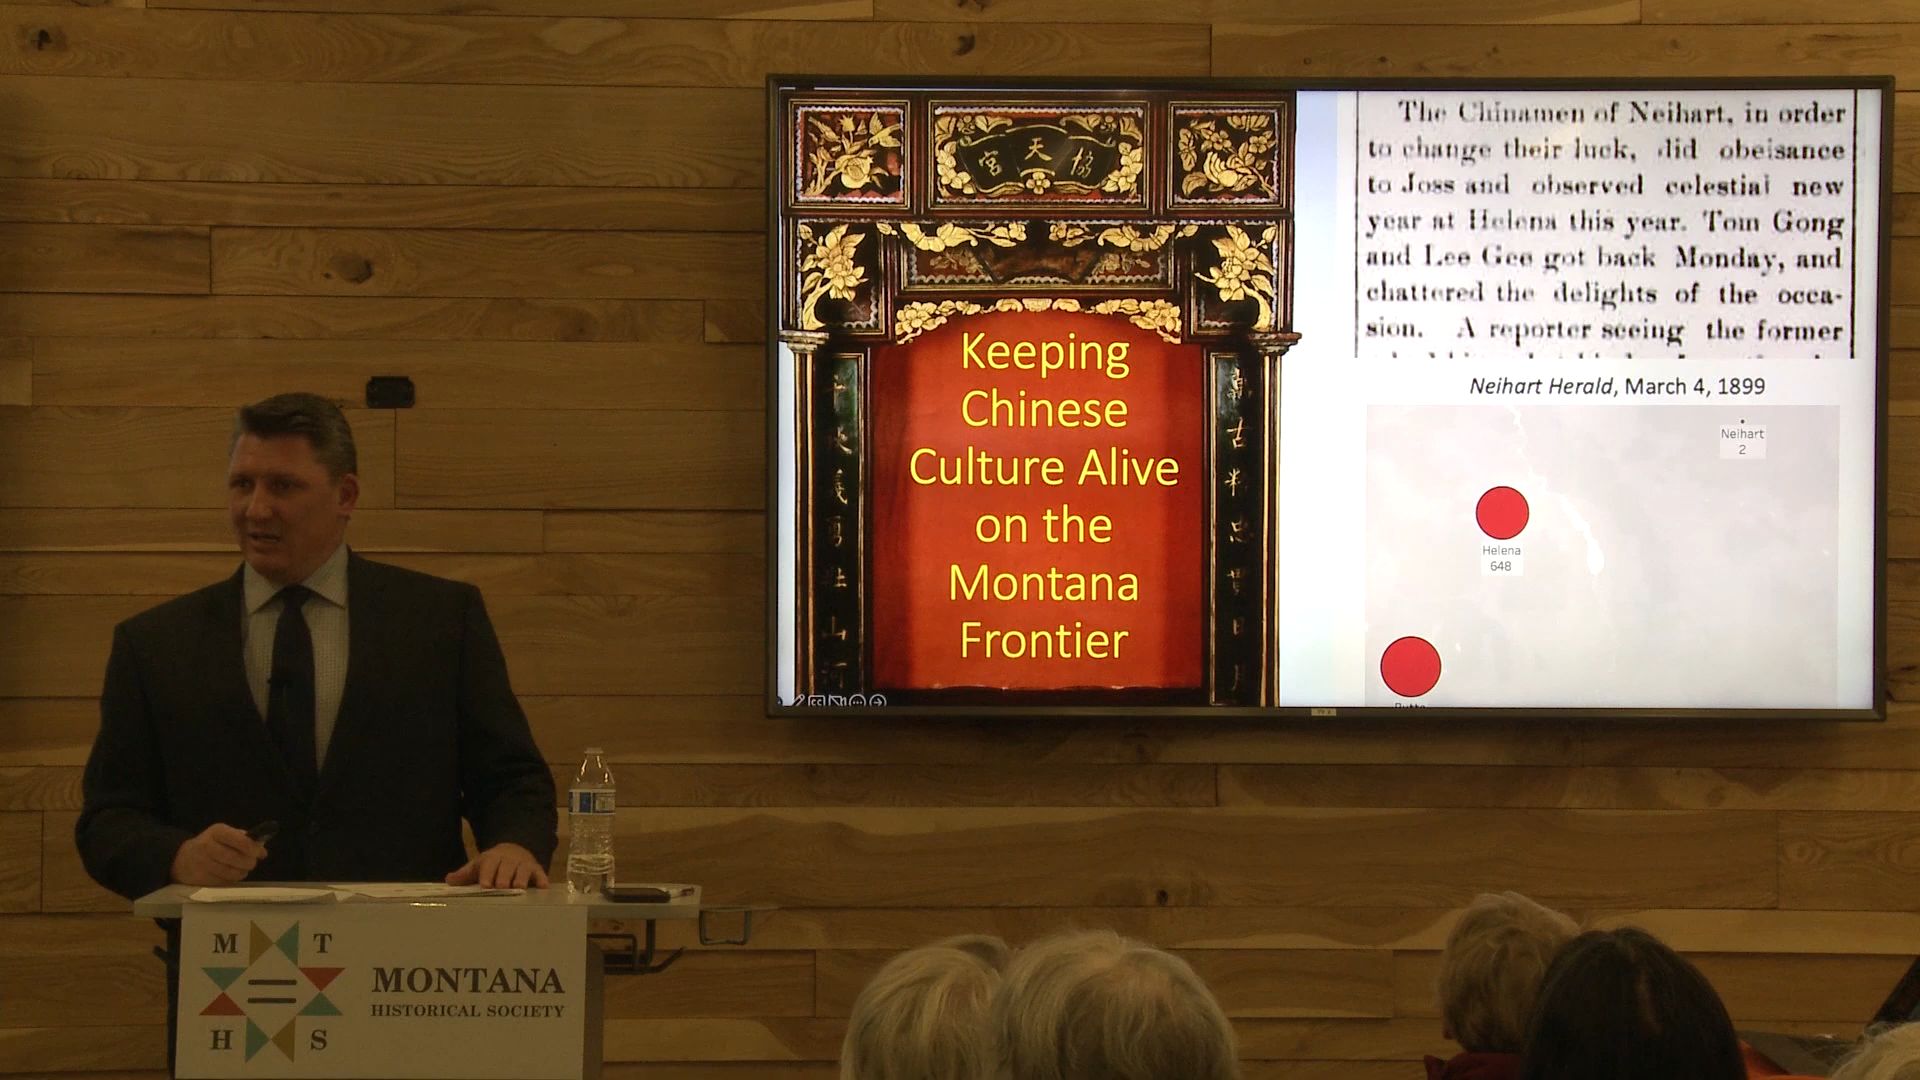 宮 天 協
Keeping
Chinese
Culture Alive
on the
Montana
Frontier
The Chinamen of Neihart, in order
to change their luck, did obeisance
to Joss and observed celestial new
year at Helena this year. Tom Gong
and Lee Gee got back Monday, and
chattered the delights of the occa-
sion. A reporter seeing the former
Neihart Herald, March 4, 1899
Neihart
2
Helena
648
Butte
M T
H S
MONTANA
HISTORICAL SOCIETY